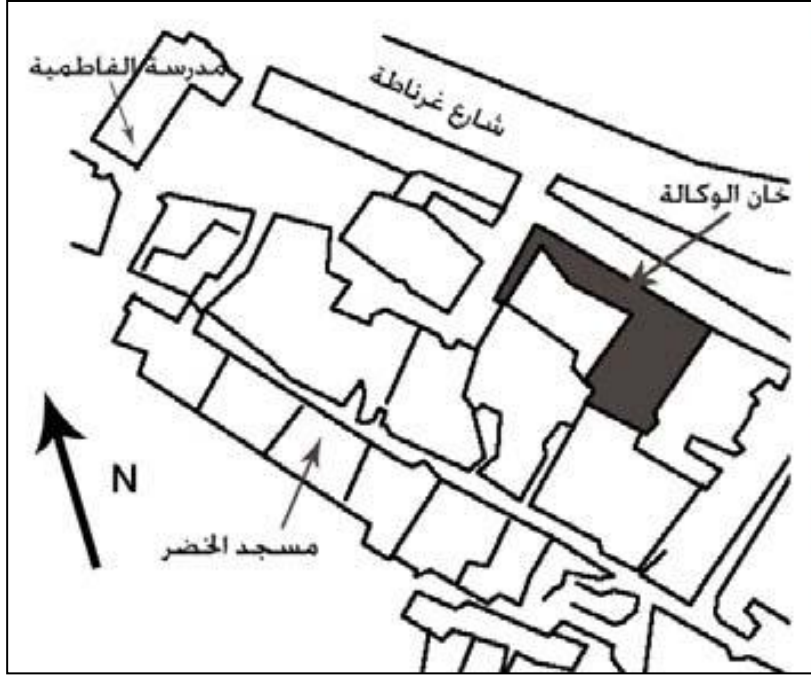 مدرسة الفاطمية
شارع غرناطة
خان الوكالة
N
مسجد الخضر